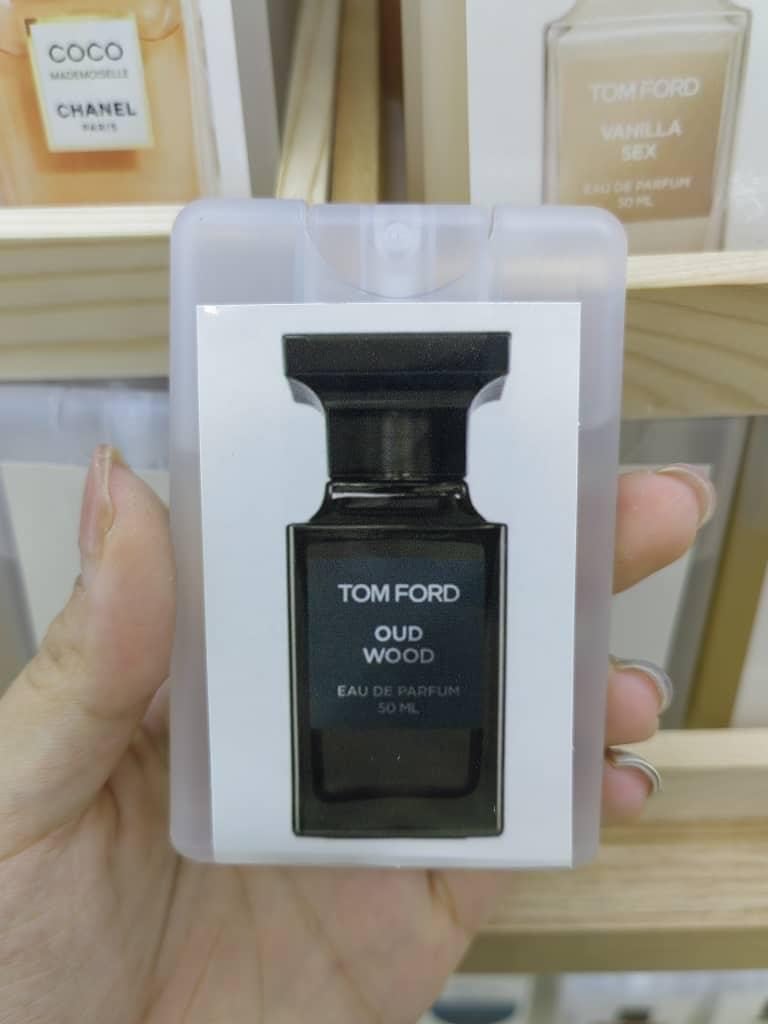 COCO
MADEMOISELLE
CHANEL
PARIS
TOM FORD
VANILLA
SEX
EAU DE PARFUM
50 ML
TOM FORD
OUD
WOOD
EAU DE PARFUM
50 ML